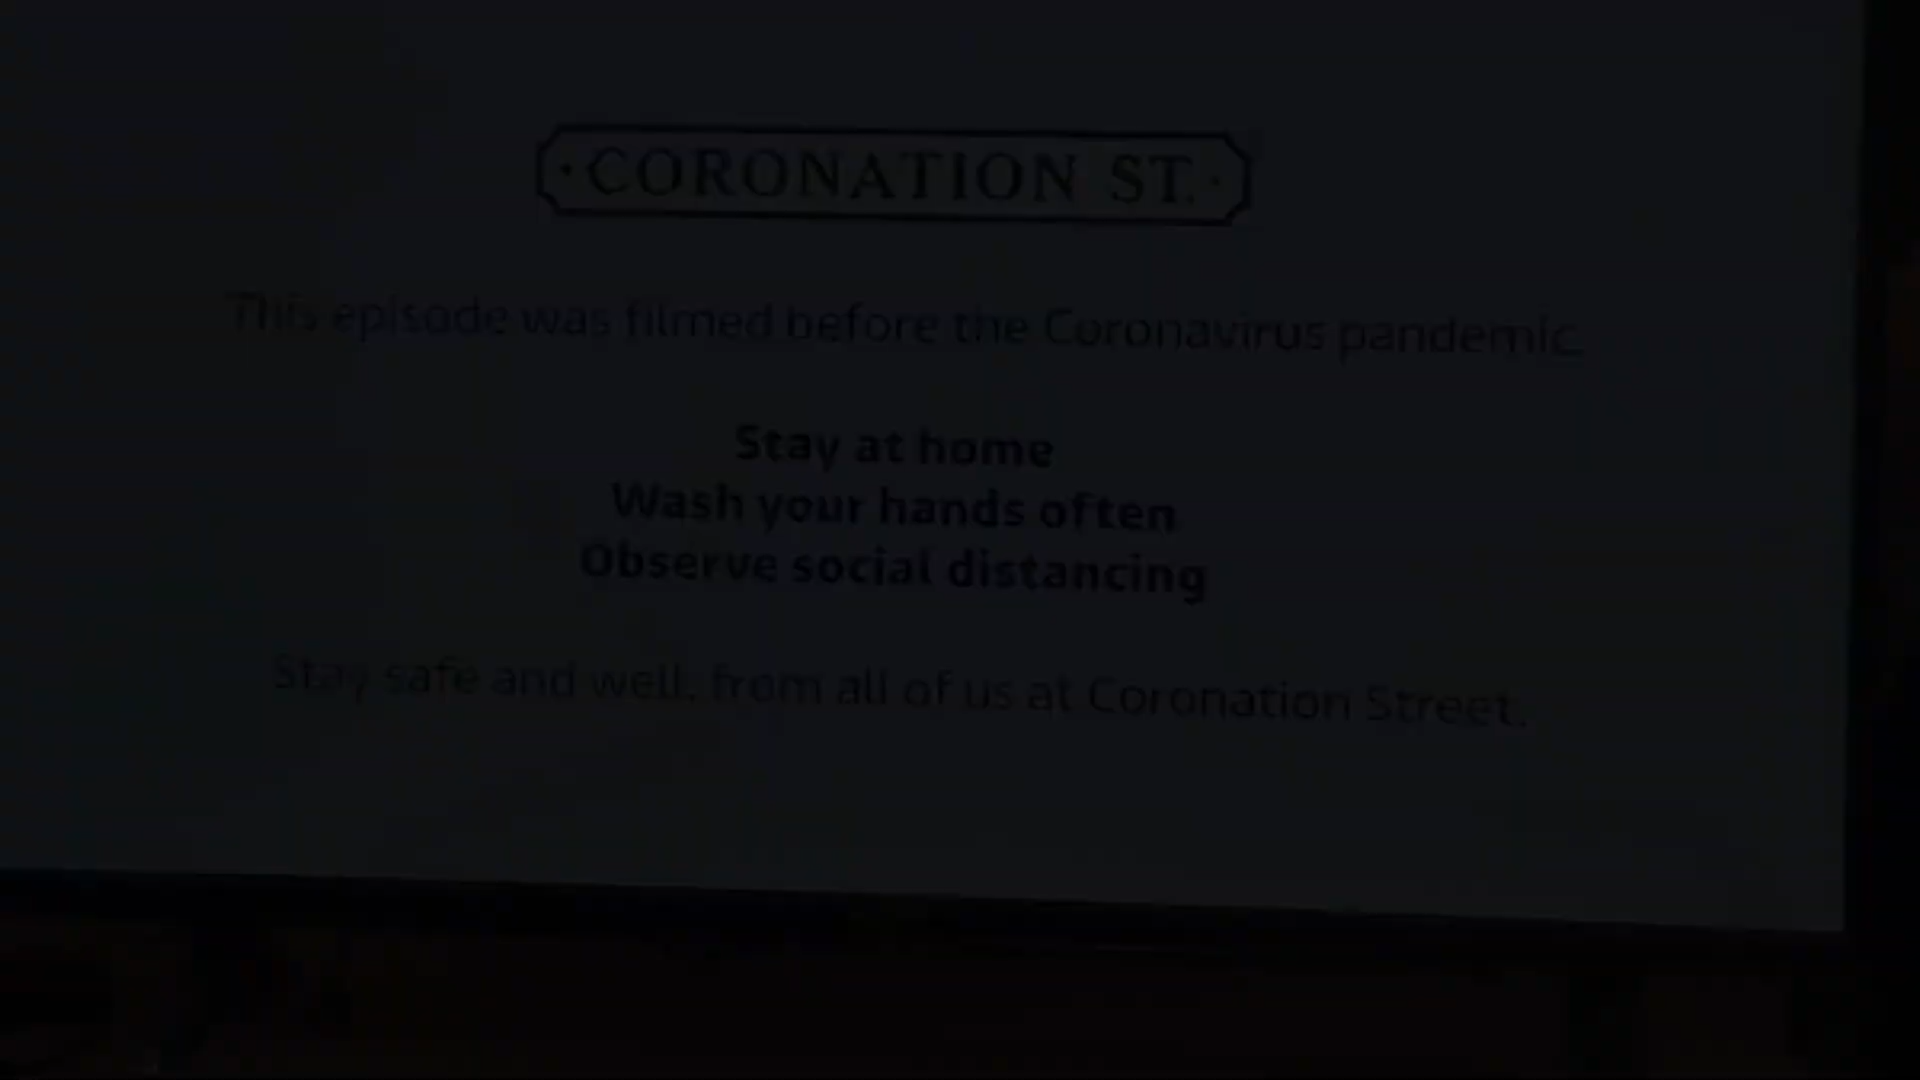 · CORONATION ST. ·
This episode was filmed before the Coronavirus pandemic.
Stay at home
Wash your hands often
Observe social distancing
Stay safe and well, from all of us at Coronation Street.